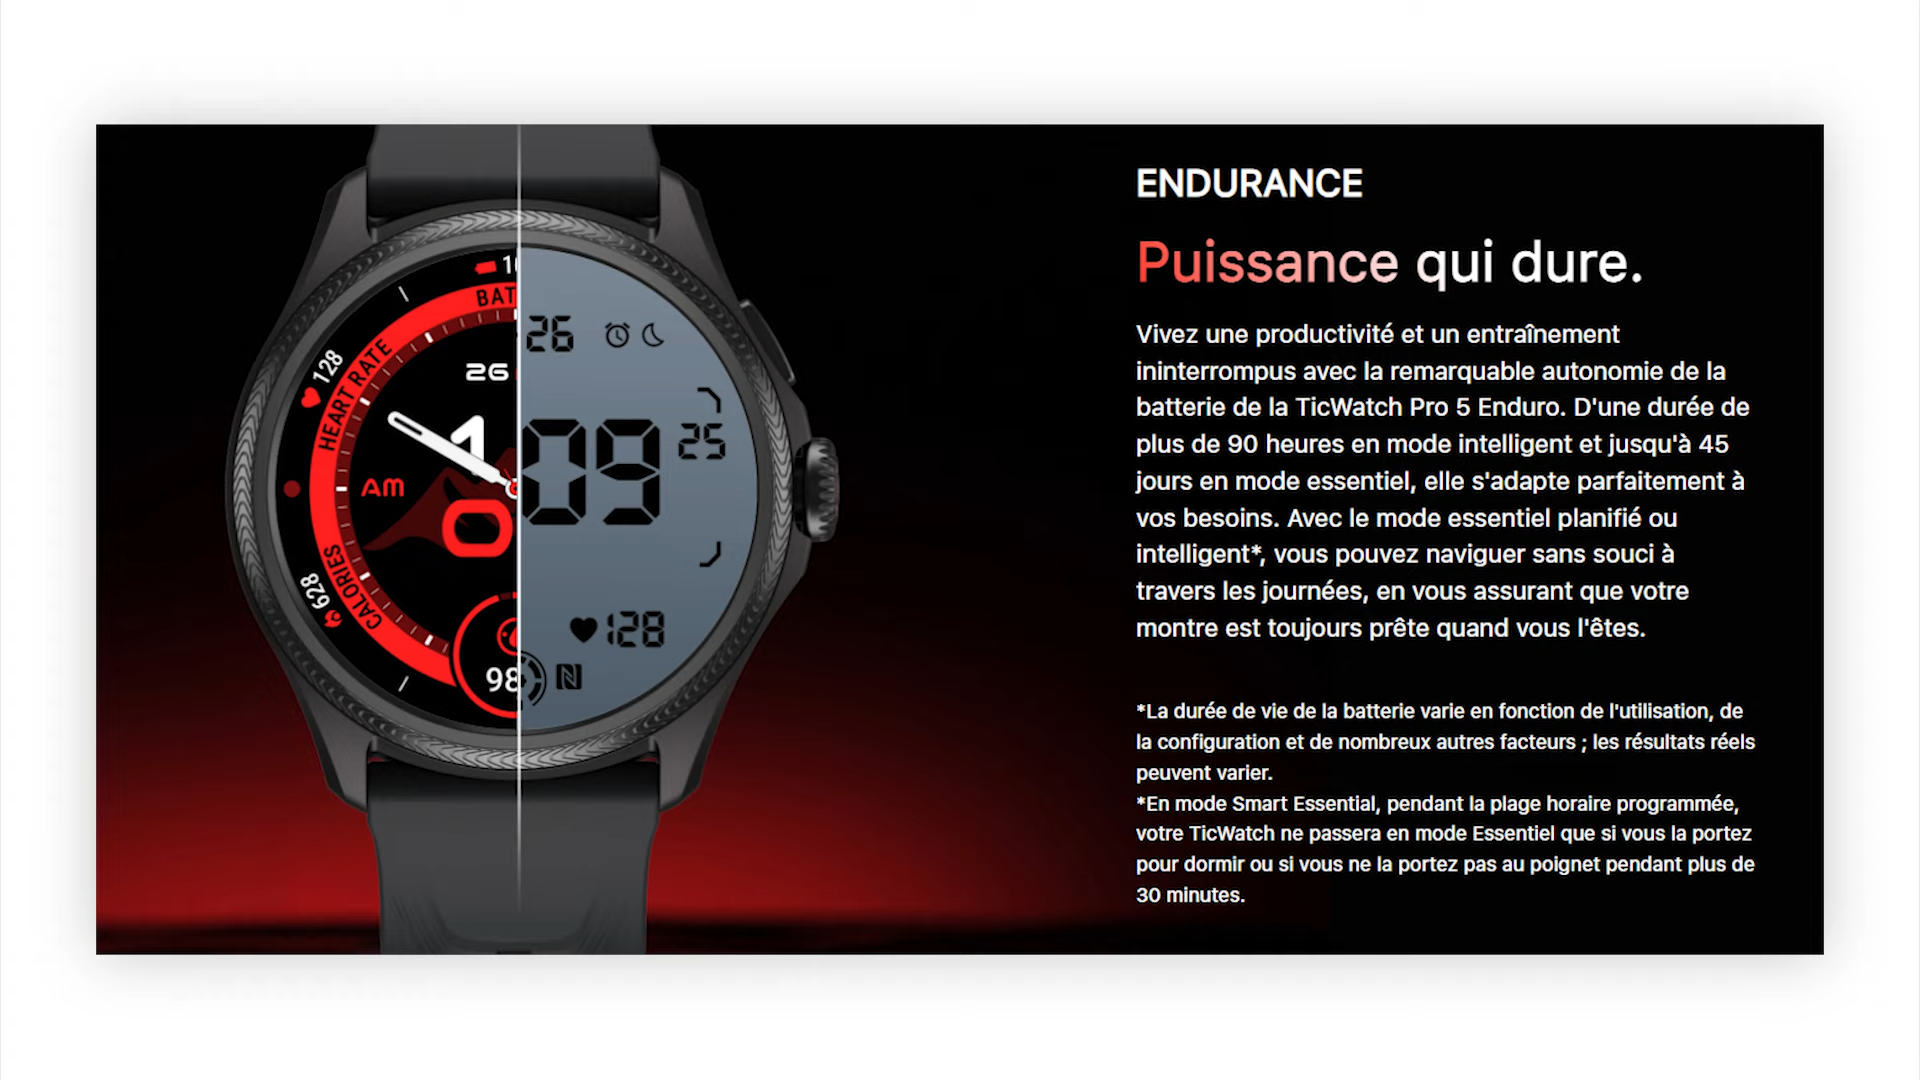 ENDURANCE
Puissance qui dure.
Vivez une productivité et un entraînement
ininterrompus avec la remarquable autonomie de la
batterie de la TicWatch Pro 5 Enduro. D'une durée de
plus de 90 heures en mode intelligent et jusqu'à 45
jours en mode essentiel, elle s'adapte parfaitement à
vos besoins. Avec le mode essentiel planifié ou
intelligent*, vous pouvez naviguer sans souci à
travers les journées, en vous assurant que votre
montre est toujours prête quand vous l'êtes.
*La durée de vie de la batterie varie en fonction de l'utilisation, de
la configuration et de nombreux autres facteurs ; les résultats réels
peuvent varier.
*En mode Smart Essential, pendant la plage horaire programmée,
votre TicWatch ne passera en mode Essentiel que si vous la portez
pour dormir ou si vous ne la portez pas au poignet pendant plus de
30 minutes.
BAT
128
HEART RATE
26
AM
1
0
628
CALORIES
98
26
09
25
128